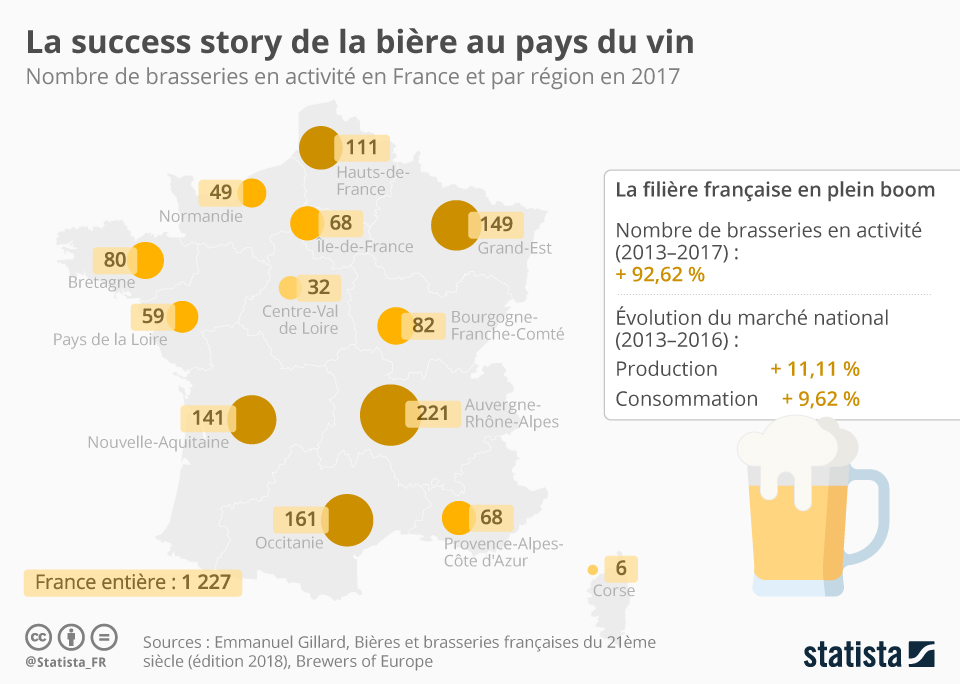 La success story de la bière au pays du vin
Nombre de brasseries en activité en France et par région en 2017
111
Hauts-de-
France
49
Normandie
68
Île-de-France
149
Grand-Est
80
Bretagne
32
Centre-Val
de Loire
59
Pays de la Loire
82
Bourgogne-
Franche-Comté
141
Nouvelle-Aquitaine
221
Auvergne-
Rhône-Alpes
161
Occitanie
68
Provence-Alpes-
Côte d'Azur
6
Corse
France entière : 1 227
La filière française en plein boom
Nombre de brasseries en activité
(2013–2017) :
+ 92,62 %
Évolution du marché national
(2013–2016) :
Production + 11,11 %
Consommation + 9,62 %
cc
@Statista_FR
Sources : Emmanuel Gillard, Bières et brasseries françaises du 21ème
siècle (édition 2018), Brewers of Europe
statista